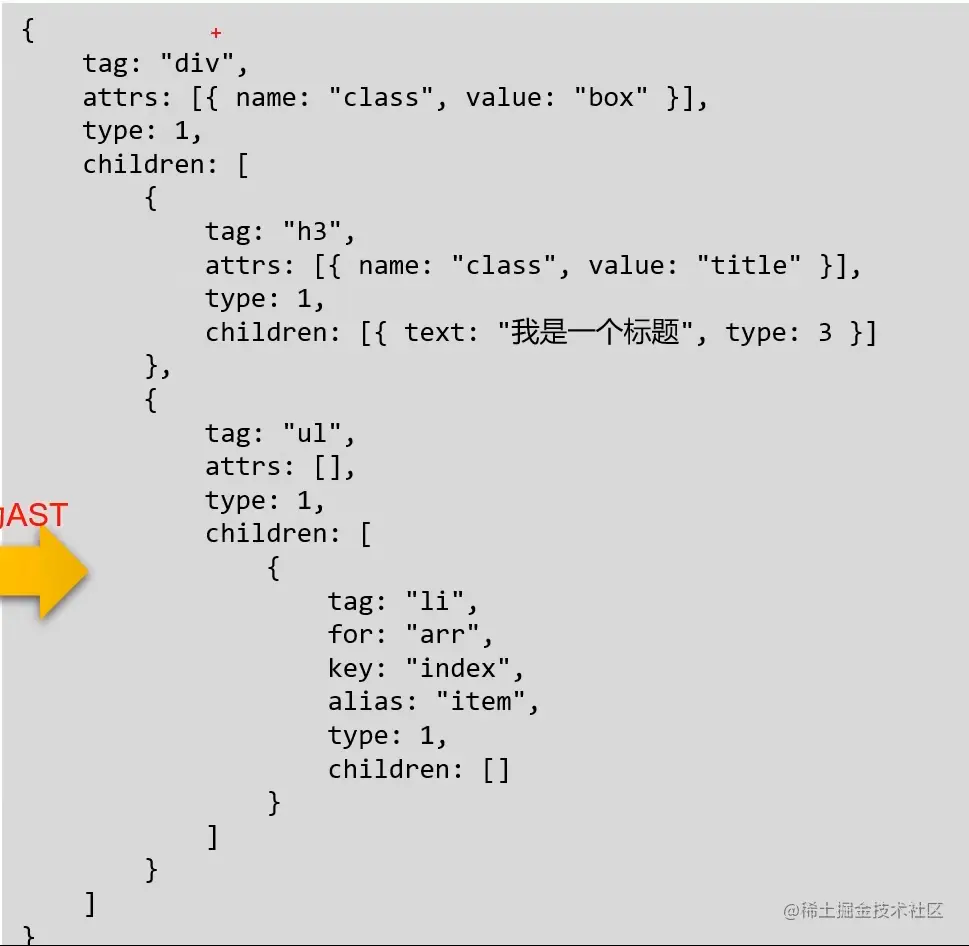 {
    tag: "div",
    attrs: [{ name: "class", value: "box" }],
    type: 1,
    children: [
        {
            tag: "h3",
            attrs: [{ name: "class", value: "title" }],
            type: 1,
            children: [{ text: "我是一个标题", type: 3 }]
        },
        {
            tag: "ul",
            attrs: [],
            type: 1,
            children: [
                {
                    tag: "li",
                    for: "arr",
                    key: "index",
                    alias: "item",
                    type: 1,
                    children: []
                }
            ]
        }
    ]
}
AST
@稀土掘金技术社区